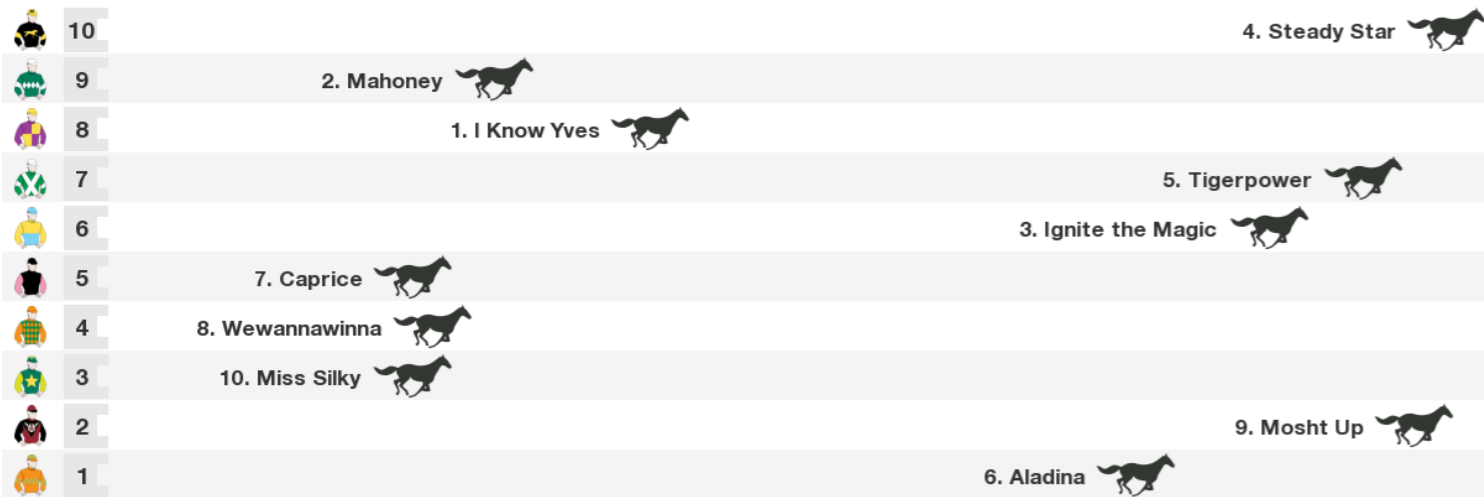 10 4. Steady Star
9 2. Mahoney
8 1. I Know Yves
7 5. Tigerpower
6 3. Ignite the Magic
5 7. Caprice
4 8. Wewannawinna
3 10. Miss Silky
2 9. Mosht Up
1 6. Aladina